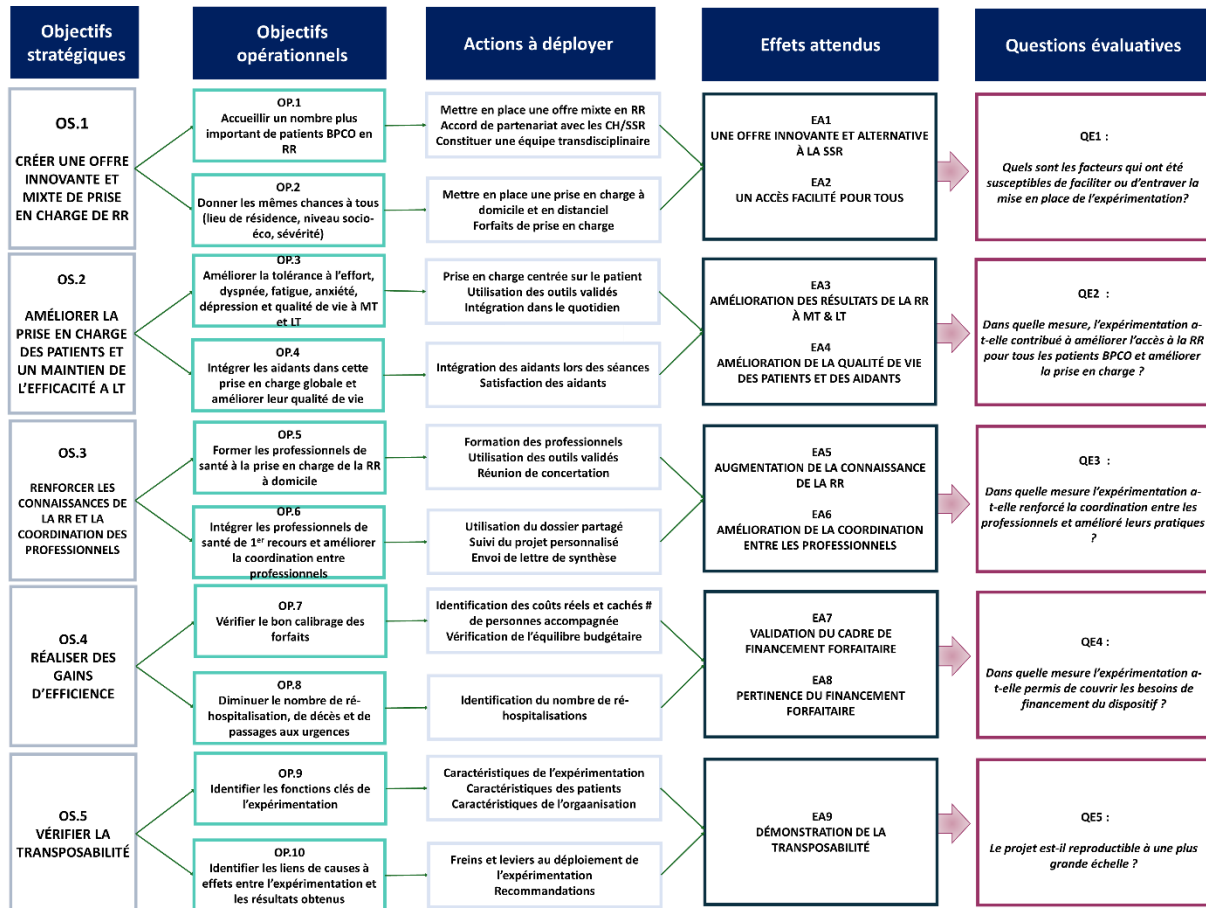 Objectifs
stratégiques
Objectifs
opérationnels
Actions à déployer
Effets attendus
Questions évaluatives
OS.1
CRÉER UNE OFFRE
INNOVANTE ET
MIXTE DE PRISE
EN CHARGE DE RR
OP.1
Accueillir un nombre plus
important de patients BPCO en
RR
Mettre en place une offre mixte en RR
Accord de partenariat avec les CH/SSR
Constituer une équipe transdisciplinaire
OP.2
Donner les mêmes chances à tous
(lieu de résidence, niveau socio-
éco, sévérité)
Mettre en place une prise en charge à
domicile et en distanciel
Forfaits de prise en charge
EA1
UNE OFFRE INNOVANTE ET ALTERNATIVE
À LA SSR
EA2
UN ACCÈS FACILITÉ POUR TOUS
QE1 :
Quels sont les facteurs qui ont été
susceptibles de faciliter ou d'entraver la
mise en place de l'expérimentation?
OS.2
AMÉLIORER LA
PRISE EN CHARGE
DES PATIENTS ET
UN MAINTIEN DE
L'EFFICACITÉ A LT
OP.3
Améliorer la tolérance à l'effort,
dyspnée, fatigue, anxiété,
dépression et qualité de vie à MT
et LT
Prise en charge centrée sur le patient
Utilisation des outils validés
Intégration dans le quotidien
OP.4
Intégrer les aidants dans cette
prise en charge globale et
améliorer leur qualité de vie
Intégration des aidants lors des séances
Satisfaction des aidants
EA3
AMÉLIORATION DES RÉSULTATS DE LA RR
À MT & LT
EA4
AMÉLIORATION DE LA QUALITÉ DE VIE
DES PATIENTS ET DES AIDANTS
QE2 :
Dans quelle mesure, l'expérimentation a-
t-elle contribué à améliorer l'accès à la RR
pour tous les patients BPCO et améliorer
la prise en charge ?
OS.3
RENFORCER LES
CONNAISSANCES DE
LA RR ET LA
COORDINATION DES
PROFESSIONNELS
OP.5
Former les professionnels de
santé à la prise en charge de la RR
à domicile
Formation des professionnels
Utilisation des outils validés
Réunion de concertation
OP.6
Intégrer les professionnels de
santé de 1er recours et améliorer
la coordination entre
professionnels
Utilisation du dossier partagé
Suivi du projet personnalisé
Envoi de lettre de synthèse
EA5
AUGMENTATION DE LA CONNAISSANCE
DE LA RR
EA6
AMÉLIORATION DE LA COORDINATION
ENTRE LES PROFESSIONNELS
QE3 :
Dans quelle mesure l'expérimentation a-
t-elle renforcé la coordination entre les
professionnels et amélioré leurs pratiques
?
OS.4
RÉALISER DES
GAINS
D'EFFICIENCE
OP.7
Vérifier le bon calibrage des
forfaits
Identification des coûts réels et cachés #
de personnes accompagnée
Vérification de l'équilibre budgétaire
OP.8
Diminuer le nombre de ré-
hospitalisation, de décès et de
passages aux urgences
Identification du nombre de ré-
hospitalisations
EA7
VALIDATION DU CADRE DE
FINANCEMENT FORFAITAIRE
EA8
PERTINENCE DU FINANCEMENT
FORFAITAIRE
QE4 :
Dans quelle mesure l'expérimentation a-
t-elle permis de couvrir les besoins de
financement du dispositif ?
OS.5
VÉRIFIER LA
TRANSPOSABILITÉ
OP.9
Identifier les fonctions clés de
l'expérimentation
Caractéristiques de l'expérimentation
Caractéristiques des patients
Caractéristiques de l'orgaanisation
OP.10
Identifier les liens de causes à
effets entre l'expérimentation et
les résultats obtenus
Freins et leviers au déploiement de
l'expérimentation
Recommandations
EA9
DÉMONSTRATION DE LA
TRANSPOSABILITÉ
QE5 :
Le projet est-il reproductible à une plus
grande échelle ?